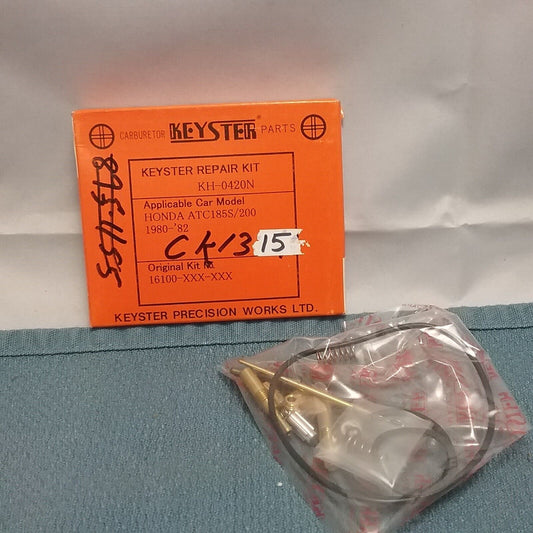 CARBURETOR KEYSTER PARTS
KEYSTER REPAIR KIT
KH-0420N
Applicable Car Model
HONDA ATC185S/200
1980-'82
CK13 15
Original Kit No.
16100-XXX-XXX
KEYSTER PRECISION WORKS LTD.